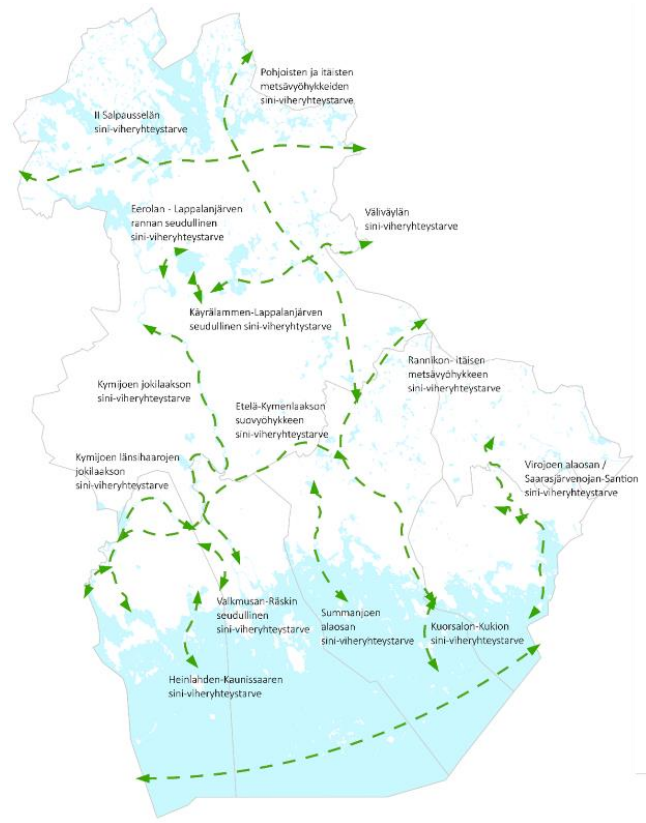 Pohjoisten ja itäisten
metsävyöhykkeiden
sini-viheryhteystarve
II Salpausselän
sini-viheryhteystarve
Eerolan - Lappalanjärven
rannan seudullinen
sini-viheryhteystarve
Väliväylän
sini-viheryhteystarve
Käyrälammen-Lappalanjärven
seudullinen sini-viheryhtystarve
Rannikon- itäisen
metsävyöhykkeen
sini-viheryhteystarve
Kymijoen jokilaakson
sini-viheryhteystarve
Etelä-Kymenlaakson
suovyöhykkeen
sini-viheryhteystarve
Kymijoen länsihaarojen
jokilaakson
sini-viheryhteystarve
Virojoen alaosan /
Saarasjärvenojan-Santion
sini-viheryhteystarve
Valkmusan-Räskin
seudullinen
sini-viheryhteystarve
Summanjoen
alaosan
sini-viheryhteystarve
Kuorsalon-Kukion
sini-viheryhteystarve
Heinlahden-Kaunissaaren
sini-viheryhteystarve